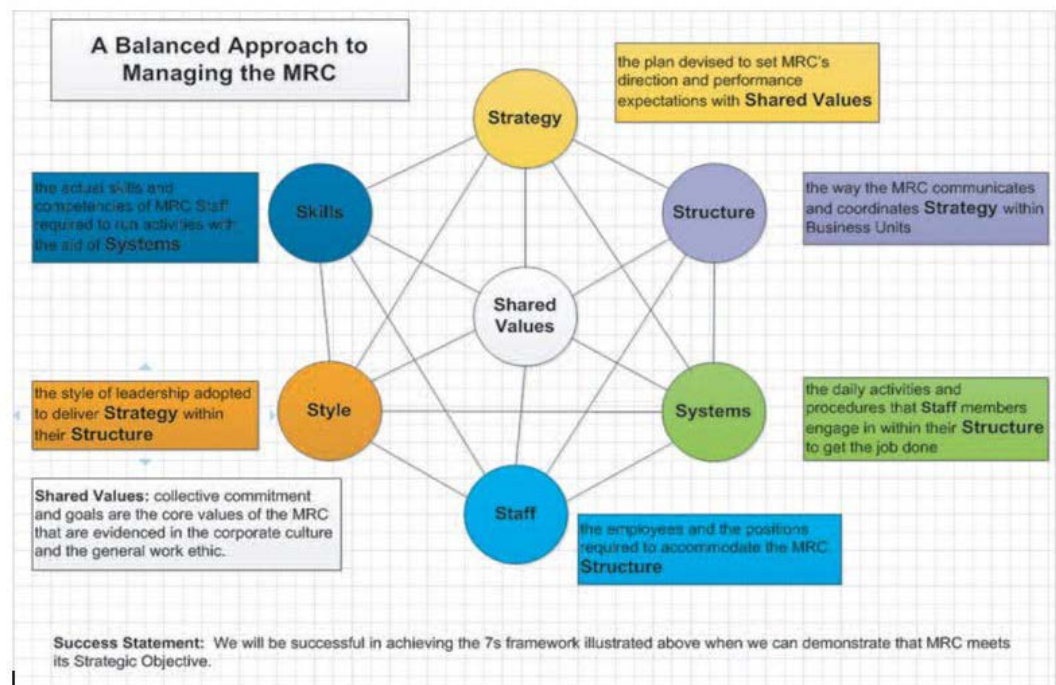 A Balanced Approach to
Managing the MRC
the plan devised to set MRC's
direction and performance
expectations with Shared Values
Strategy
the actual skills and
competencies of MRC Staff
required to run activities with
the aid of Systems
Skills
Structure
the way the MRC communicates
and coordinates Strategy within
Business Units
Shared
Values
the style of leadership adopted
to deliver Strategy within
their Structure
Style
Systems
the daily activities and
procedures that Staff members
engage in within their Structure
to get the job done
Shared Values: collective commitment
and goals are the core values of the MRC
that are evidenced in the corporate culture
and the general work ethic.
Staff
the employees and the positions
required to accommodate the MRC
Structure
Success Statement: We will be successful in achieving the 7s framework illustrated above when we can demonstrate that MRC meets
its Strategic Objective.